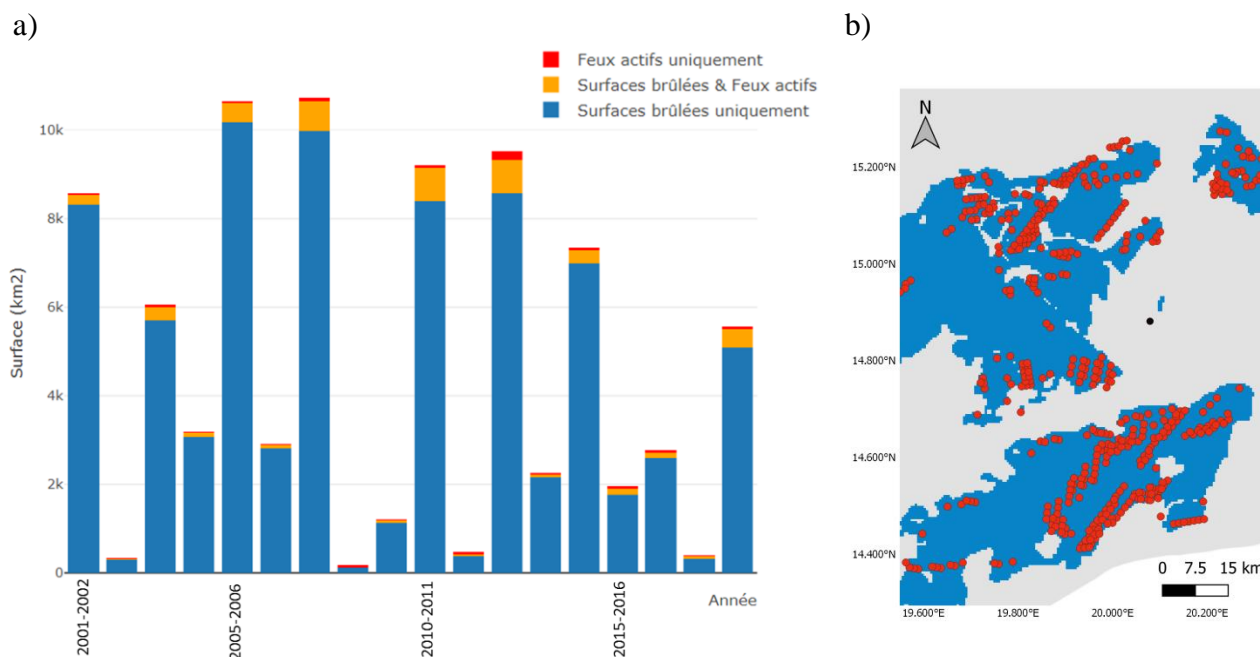 a)
Feux actifs uniquement
Surfaces brûlées & Feux actifs
Surfaces brûlées uniquement
10k
8k
6k
4k
2k
0
Surface (km2)
Année
2001-2002
2005-2006
2010-2011
2015-2016
b)
N
15.200°N
15.000°N
14.800°N
14.600°N
14.400°N
0 7.5 15 km
19.600°E 19.800°E 20.000°E 20.200°E